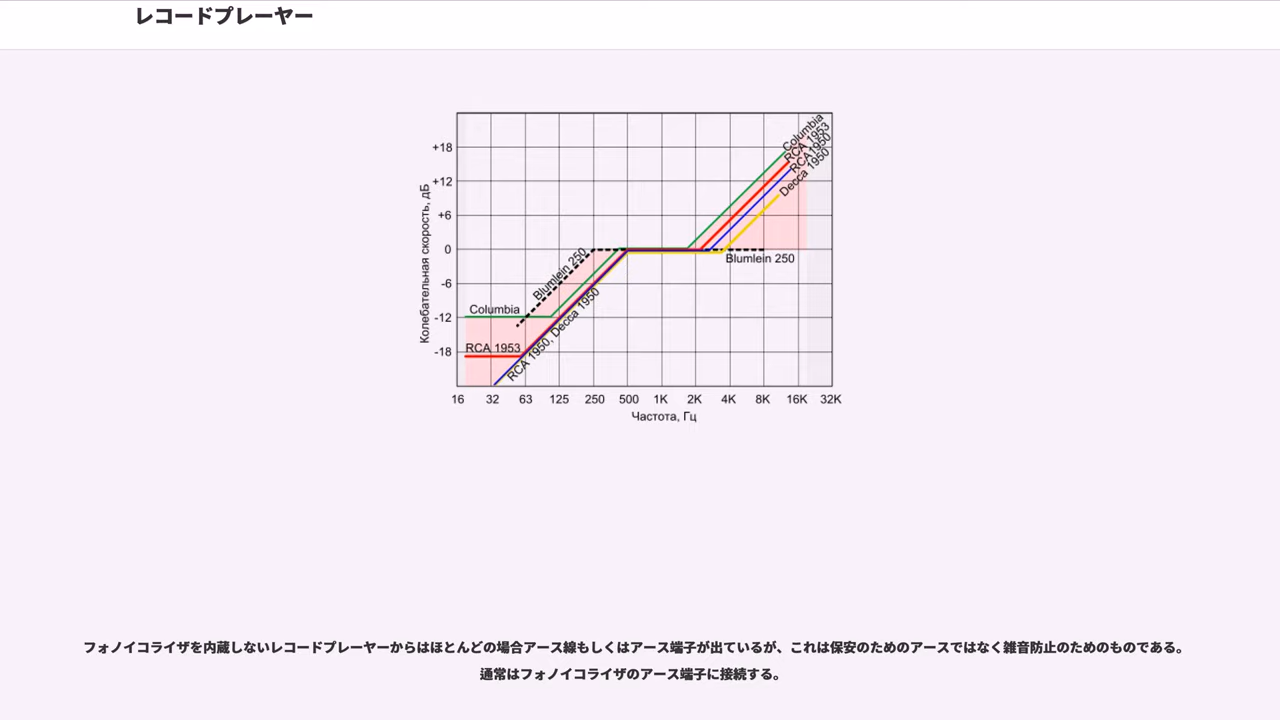 レコードプレーヤー
Columbia
RCA 1953
RCA1950
Decca 1950
+18
+12
+6
0
-6
-12
-18
Колебательная скорость, дБ
Blumlein 250
Blumlein 250
Columbia
RCA 1953
RCA 1950, Decca 1950
16 32 63 125 250 500 1K 2K 4K 8K 16K 32K
Частота, Гц
フォノイコライザを内蔵しないレコードプレーヤーからはほとんどの場合アース線もしくはアース端子が出ているが、これは保安のためのアースではなく雑音防止のためのものである。
通常はフォノイコライザのアース端子に接続する。